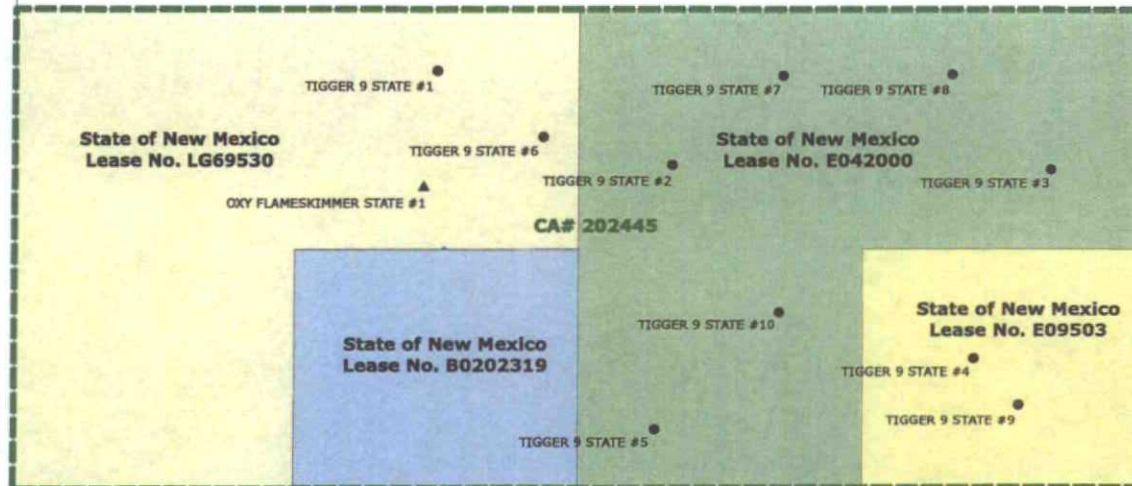 TIGGER 9 STATE #1
TIGGER 9 STATE #7
TIGGER 9 STATE #8
State of New Mexico
Lease No. LG69530
TIGGER 9 STATE #6
State of New Mexico
Lease No. E042000
TIGGER 9 STATE #2
TIGGER 9 STATE #3
OXY FLAMESKIMMER STATE #1
CA# 202445
State of New Mexico
Lease No. B0202319
TIGGER 9 STATE #10
State of New Mexico
Lease No. E09503
TIGGER 9 STATE #4
TIGGER 9 STATE #5
TIGGER 9 STATE #9